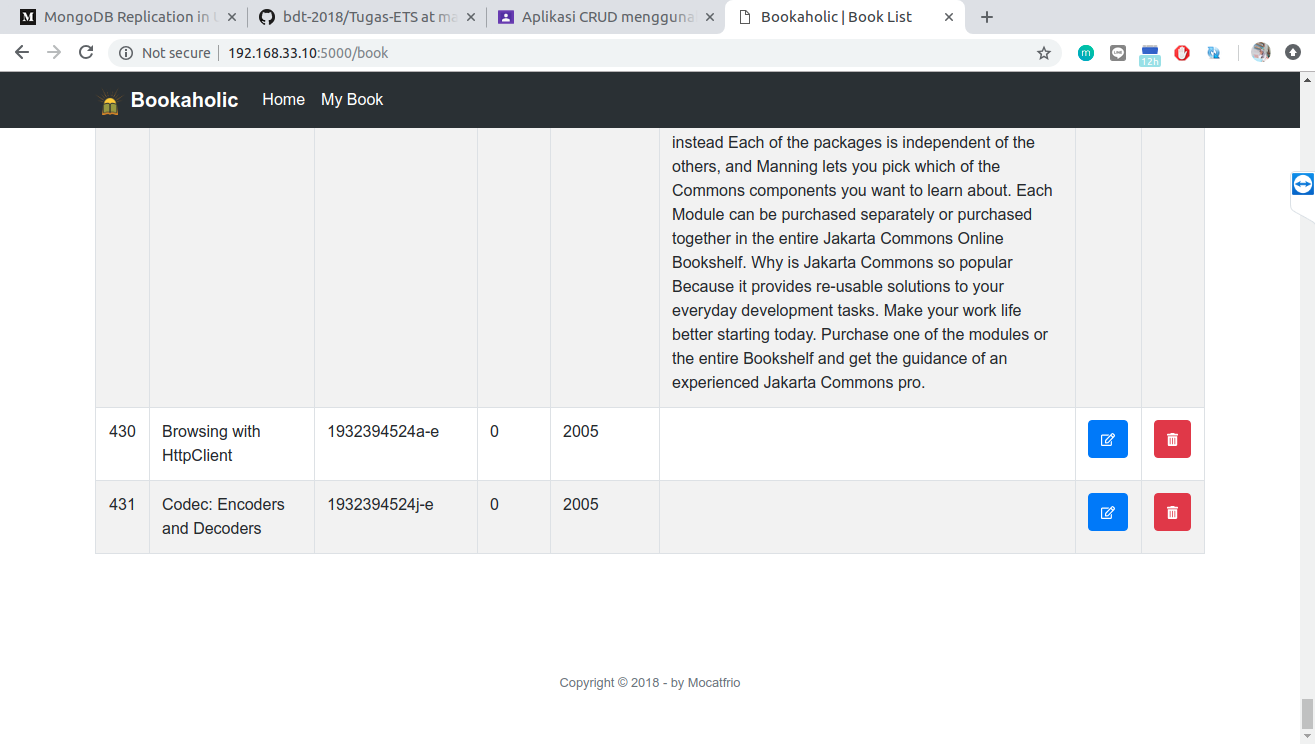 MongoDB Replication in U
bdt-2018/Tugas-ETS at ma
Aplikasi CRUD mengguna
Bookaholic | Book List
Not secure
192.168.33.10:5000/book
12h
Bookaholic
Home
My Book
instead Each of the packages is independent of the
others, and Manning lets you pick which of the
Commons components you want to learn about. Each
Module can be purchased separately or purchased
together in the entire Jakarta Commons Online
Bookshelf. Why is Jakarta Commons so popular
Because it provides re-usable solutions to your
everyday development tasks. Make your work life
better starting today. Purchase one of the modules or
the entire Bookshelf and get the guidance of an
experienced Jakarta Commons pro.
430
Browsing with
HttpClient
1932394524a-e
0
2005
431
Codec: Encoders
and Decoders
1932394524j-e
0
2005
Copyright © 2018 - by Mocatfrio